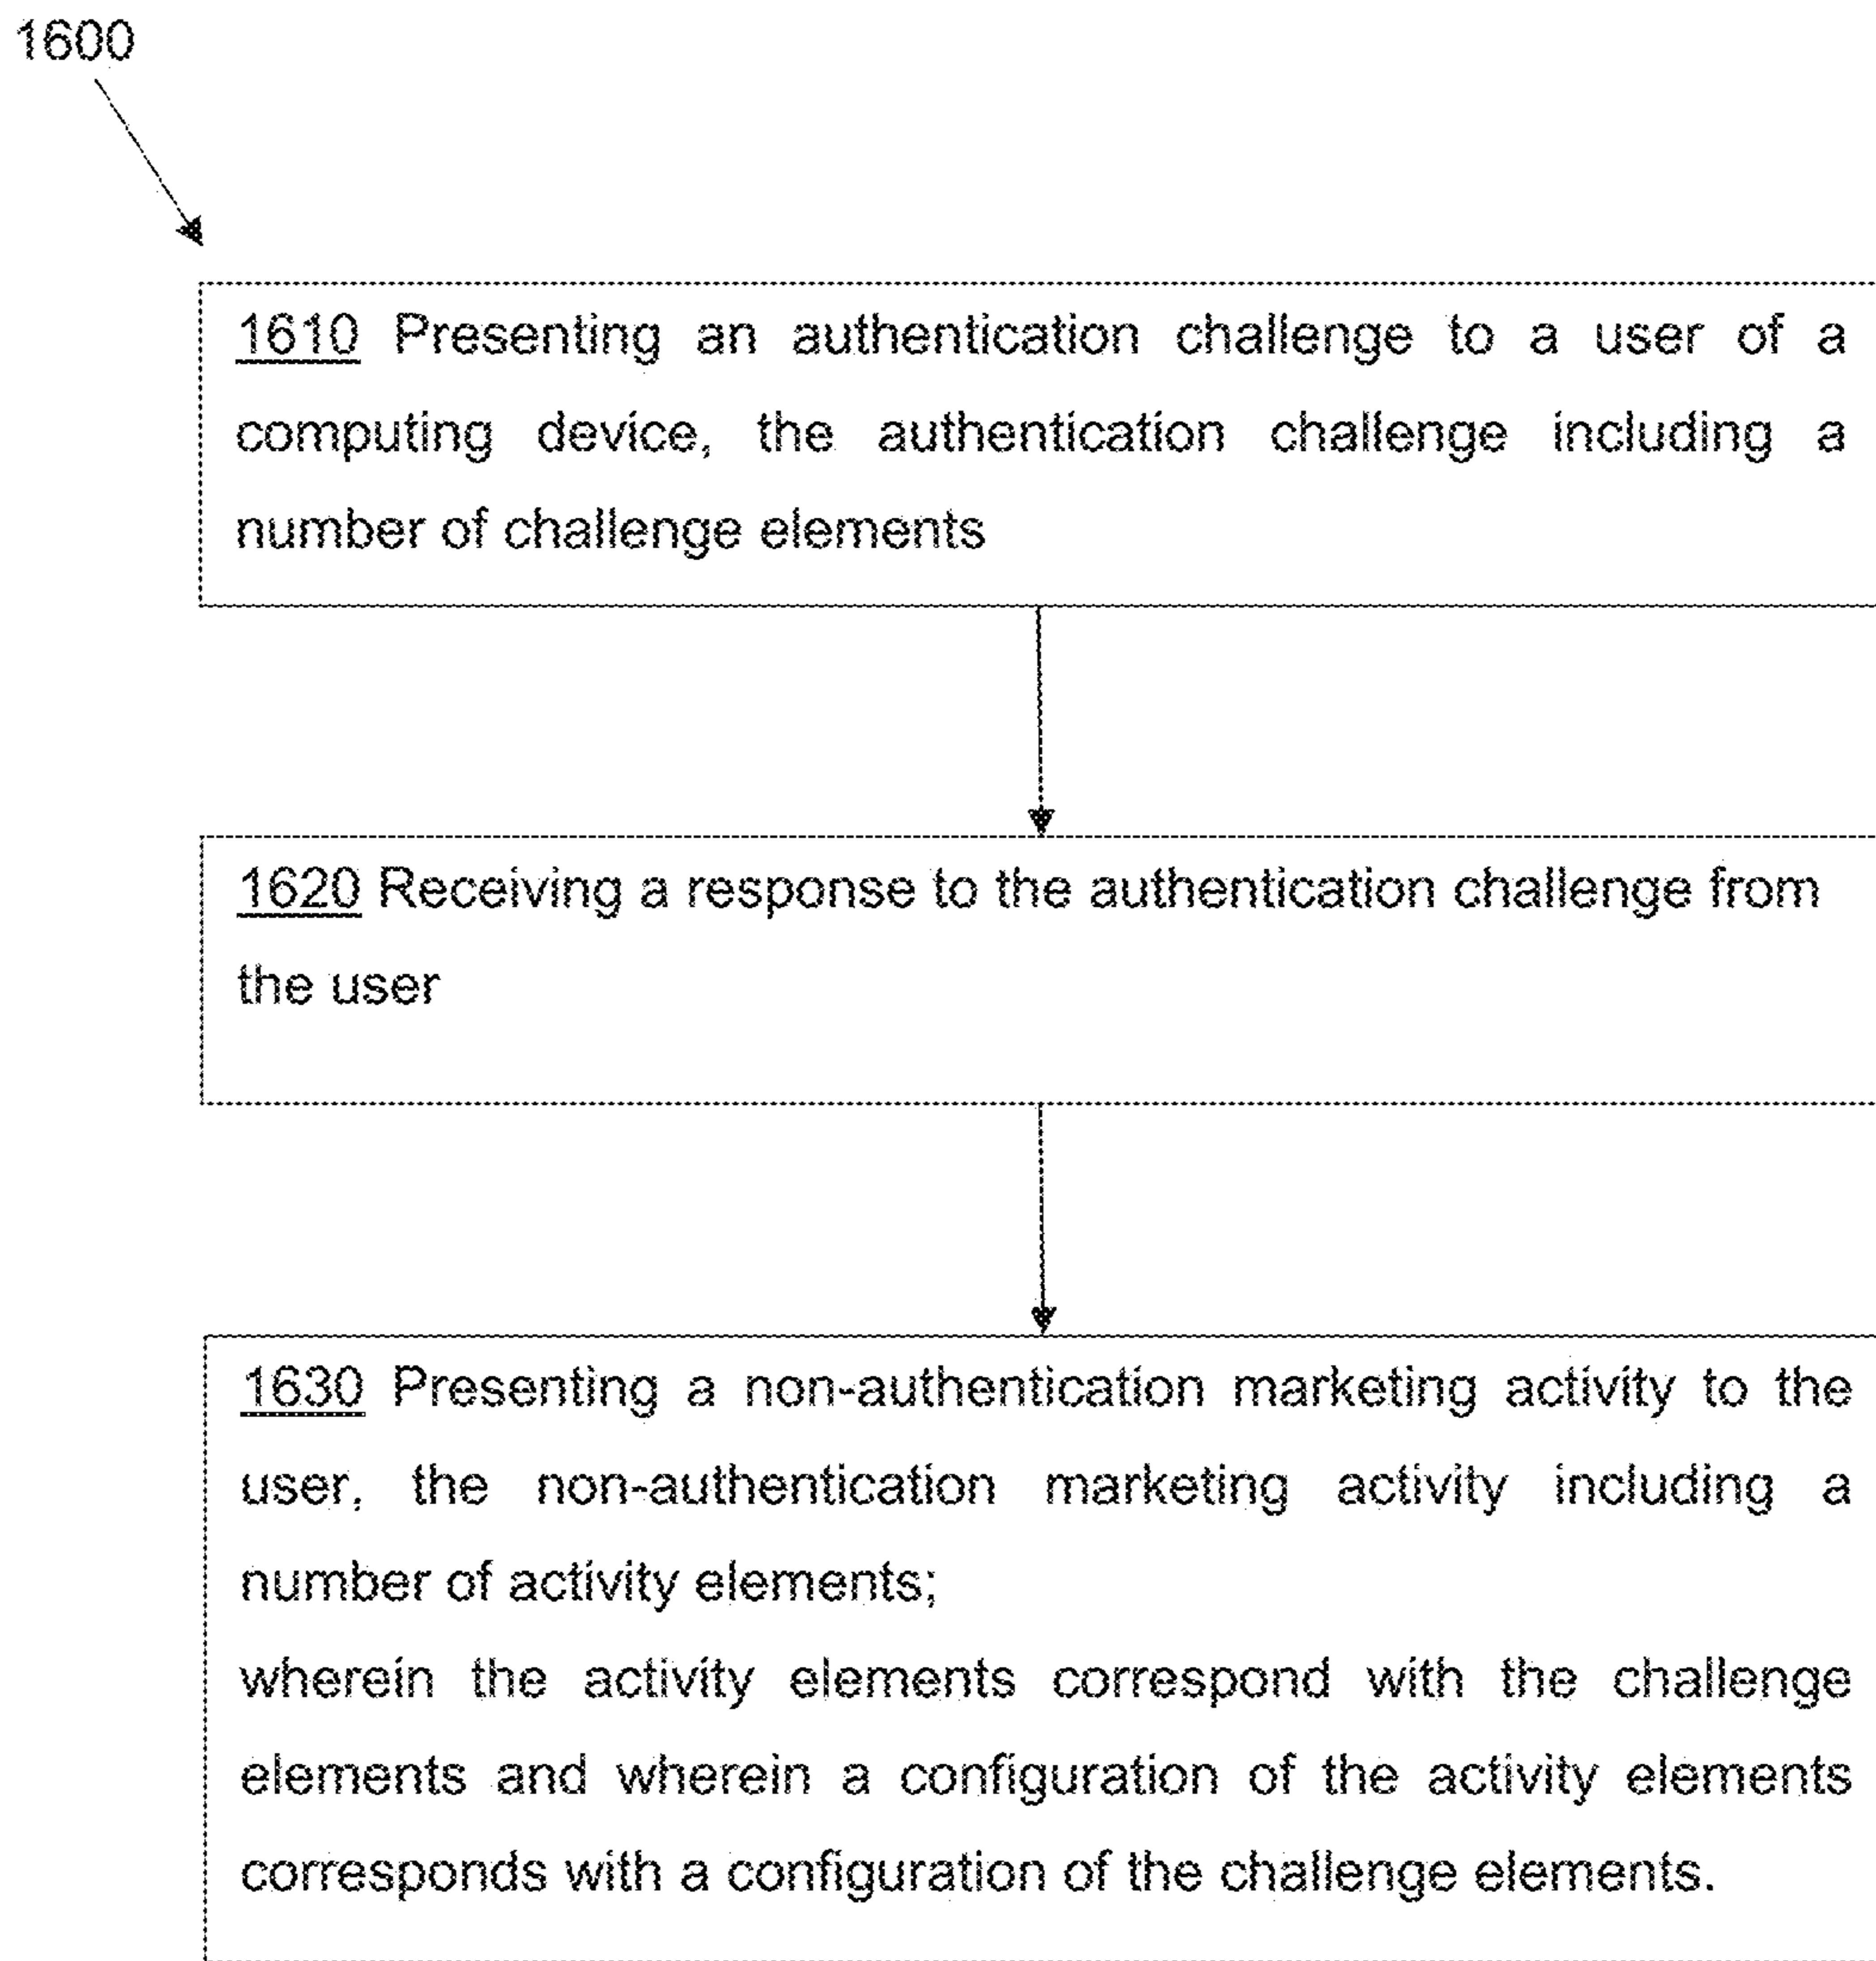 1600
1610 Presenting an authentication challenge to a user of a
computing device, the authentication challenge including a
number of challenge elements
1620 Receiving a response to the authentication challenge from
the user
1630 Presenting a non-authentication marketing activity to the
user, the non-authentication marketing activity including a
number of activity elements;
wherein the activity elements correspond with the challenge
elements and wherein a configuration of the activity elements
corresponds with a configuration of the challenge elements.